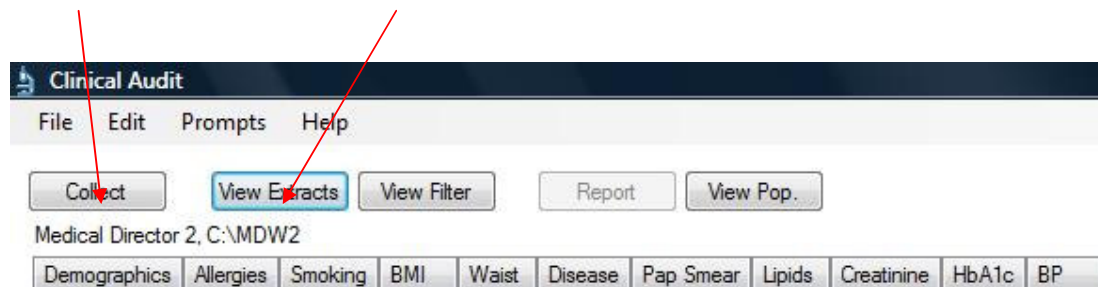 Clinical Audit
File Edit Prompts Help
Collect View Extracts View Filter Report View Pop.
Medical Director 2, C:\MDW2
Demographics Allergies Smoking BMI Waist Disease Pap Smear Lipids Creatinine HbA1c BP